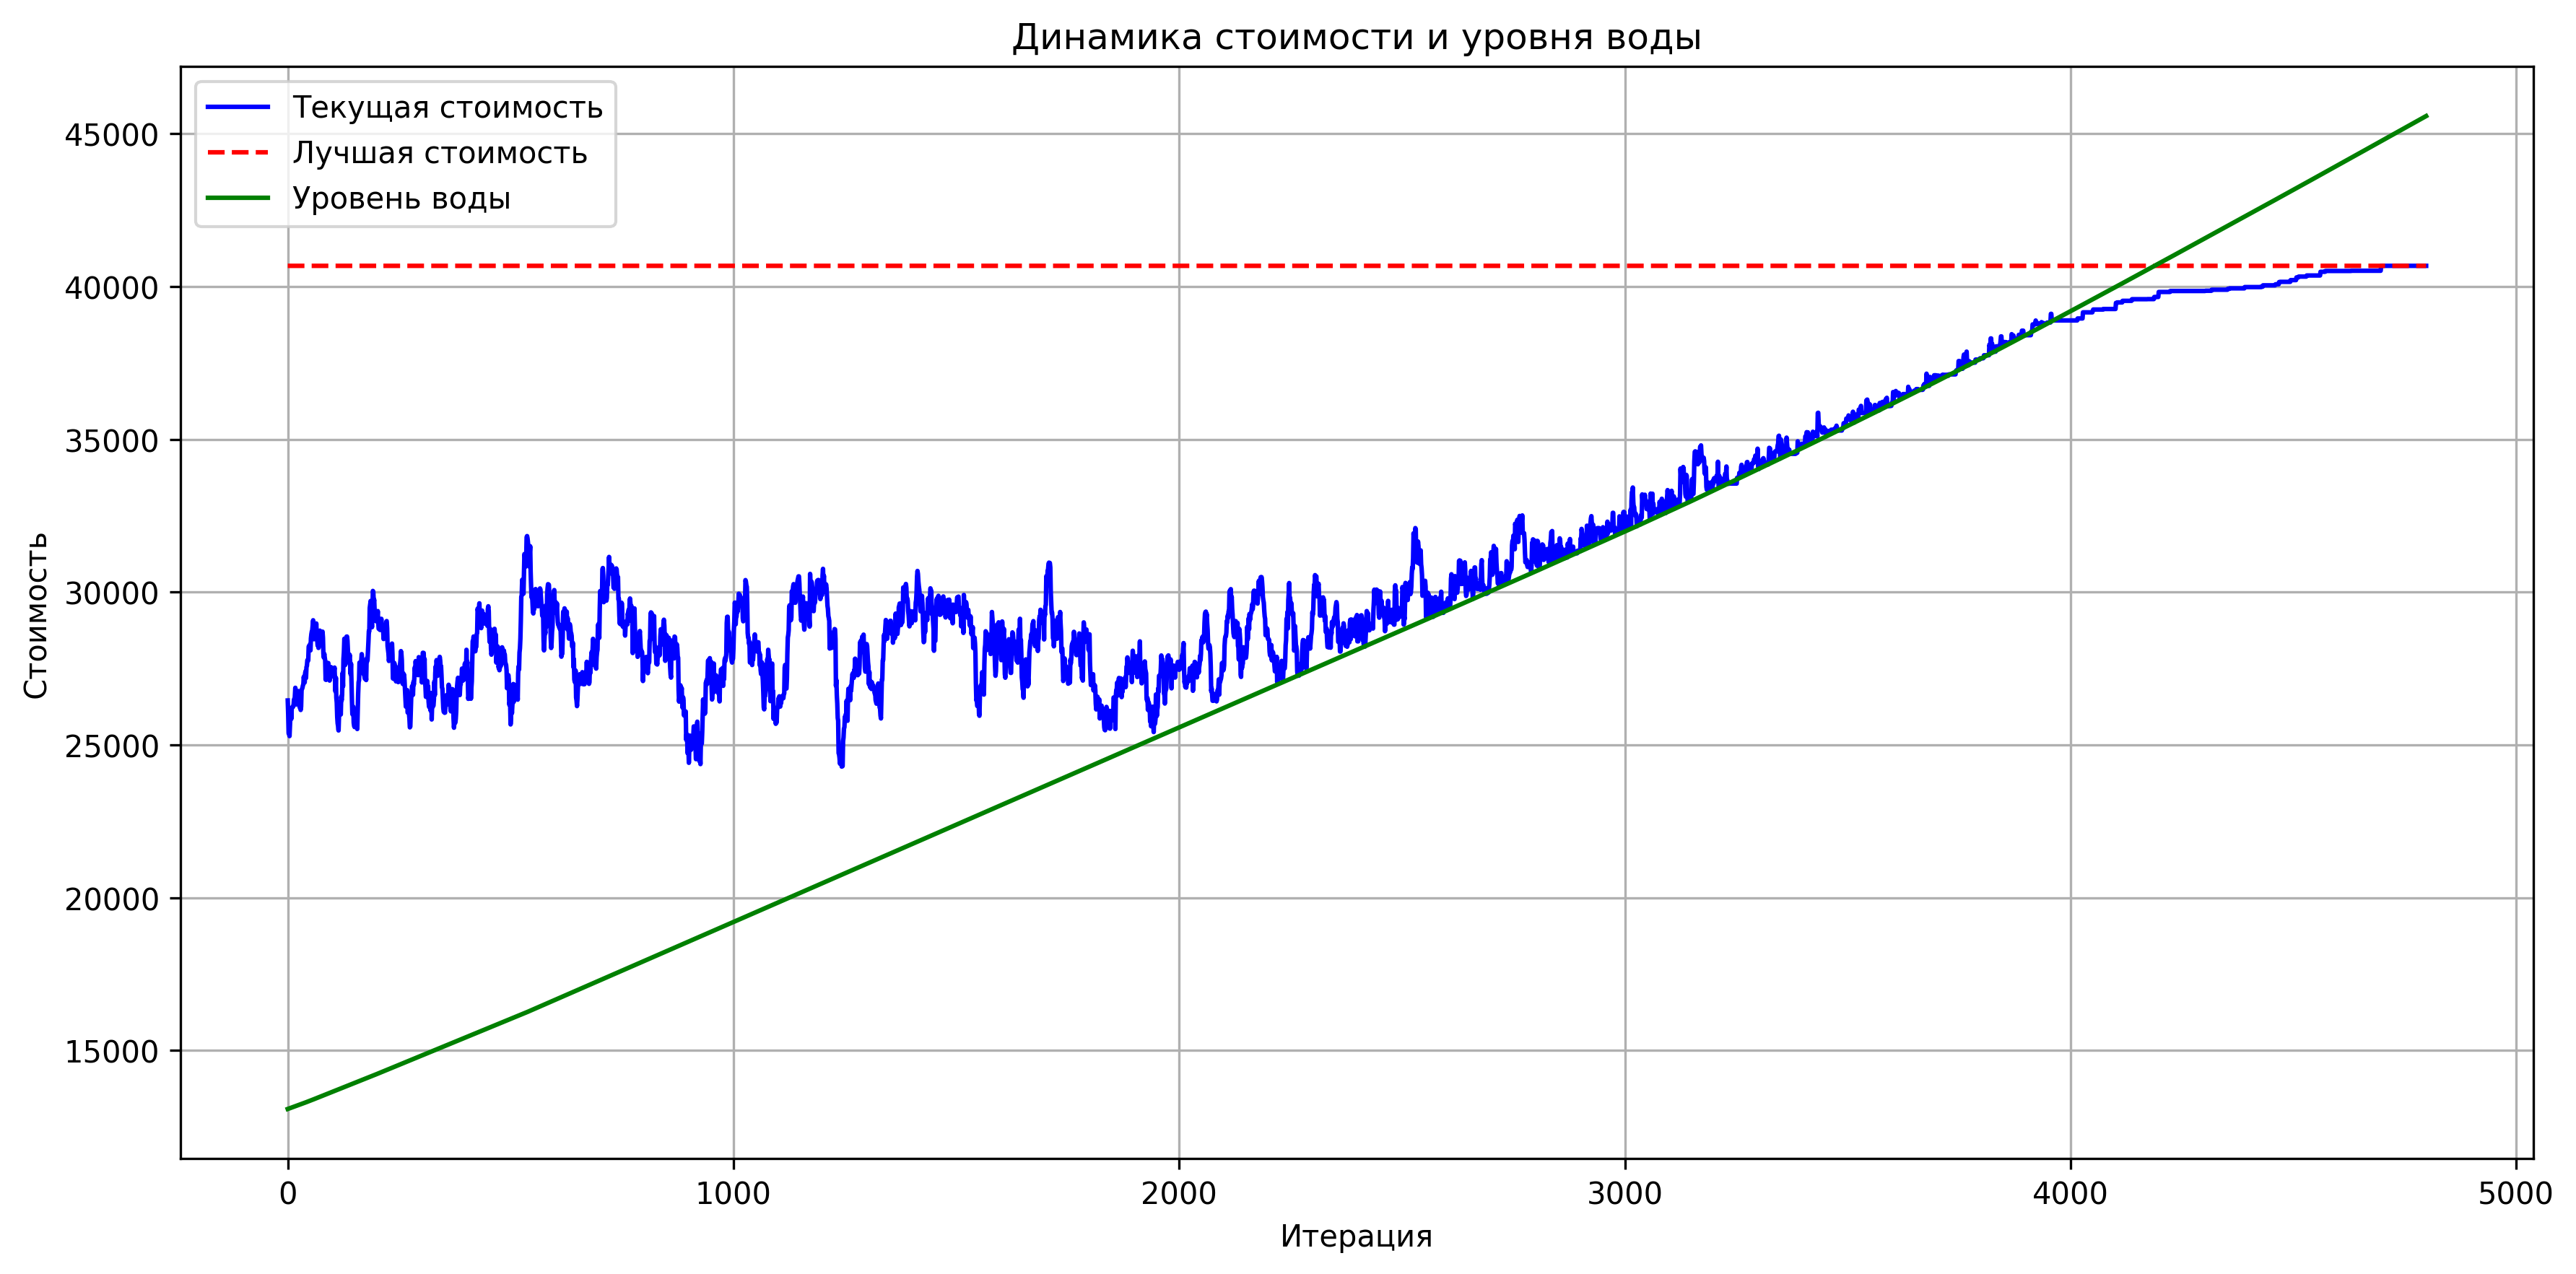 Динамика стоимости и уровня воды
Текущая стоимость
Лучшая стоимость
Уровень воды
45000
40000
35000
30000
25000
20000
15000
Стоимость
0 1000 2000 3000 4000 5000
Итерация